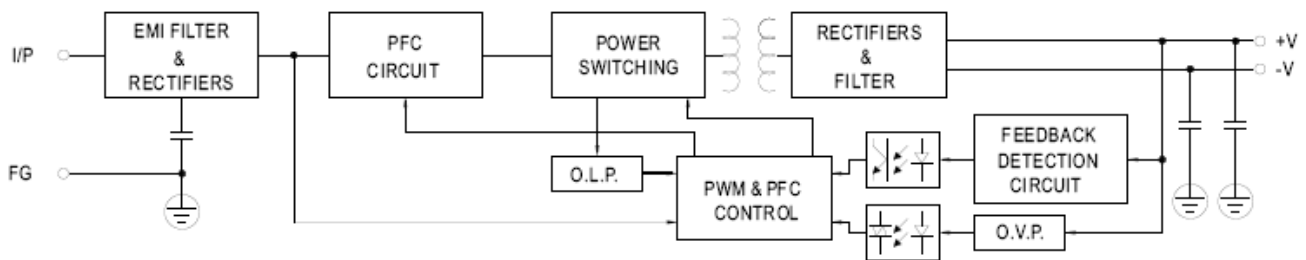 I/P
EMI FILTER
&
RECTIFIERS
PFC
CIRCUIT
POWER
SWITCHING
RECTIFIERS
&
FILTER
+V
-V
FG
O.L.P.
PWM & PFC
CONTROL
FEEDBACK
DETECTION
CIRCUIT
O.V.P.